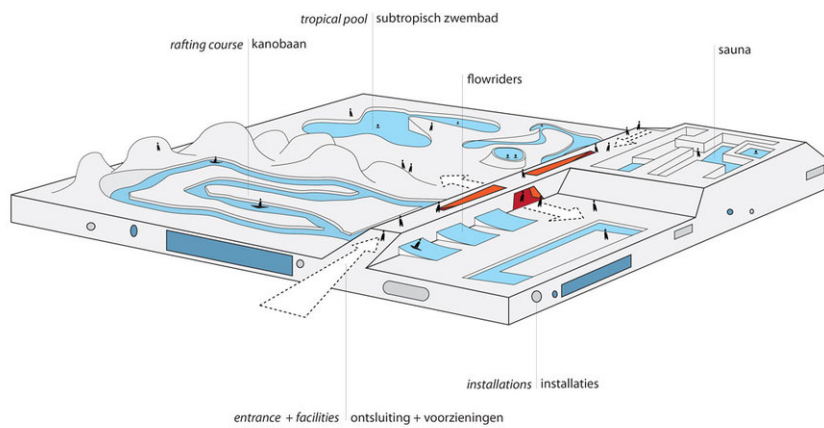 tropical pool subtropisch zwembad
rafting course kanobaan
sauna
flowriders
installations installaties
entrance + facilities ontsluiting + voorzieningen